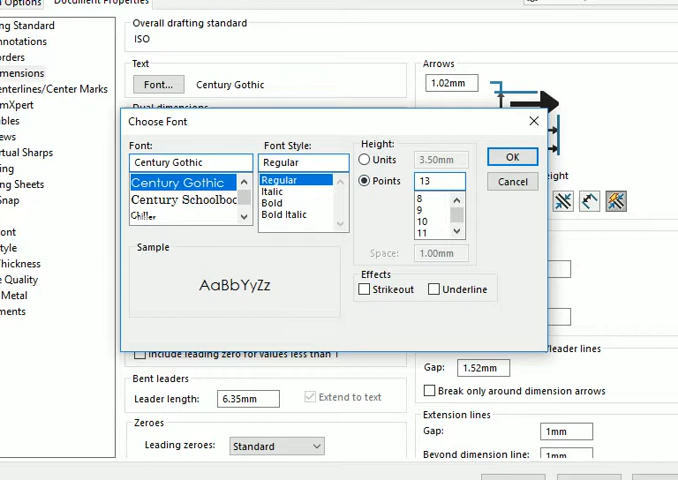 Options
Document Properties
Overall drafting standard
ISO
Text
Font...
Century Gothic
Arrows
1.02mm
Dual dimensions
ng Standard
nnotations
orders
mensions
enterlines/Center Marks
mXpert
bles
ews
rtual Sharps
ing
ng Sheets
Snap
ont
tyle
Thickness
e Quality
Metal
ments
Choose Font
Font:
Century Gothic
Century Gothic
Century Schoolboo
Chiller
Font Style:
Regular
Regular
Italic
Bold
Bold Italic
Height:
Units
3.50mm
Points
13
8
9
10
11
Space:
1.00mm
OK
Cancel
Sample
AaBbYyZz
Effects
Strikeout
Underline
eight
Include leading zero for values less than 1
Bent leaders
Leader length:
6.35mm
Extend to text
Zeroes
Leading zeroes:
Standard
/leader lines
Gap:
1.52mm
Break only around dimension arrows
Extension lines
Gap:
1mm
Beyond dimension line:
1mm